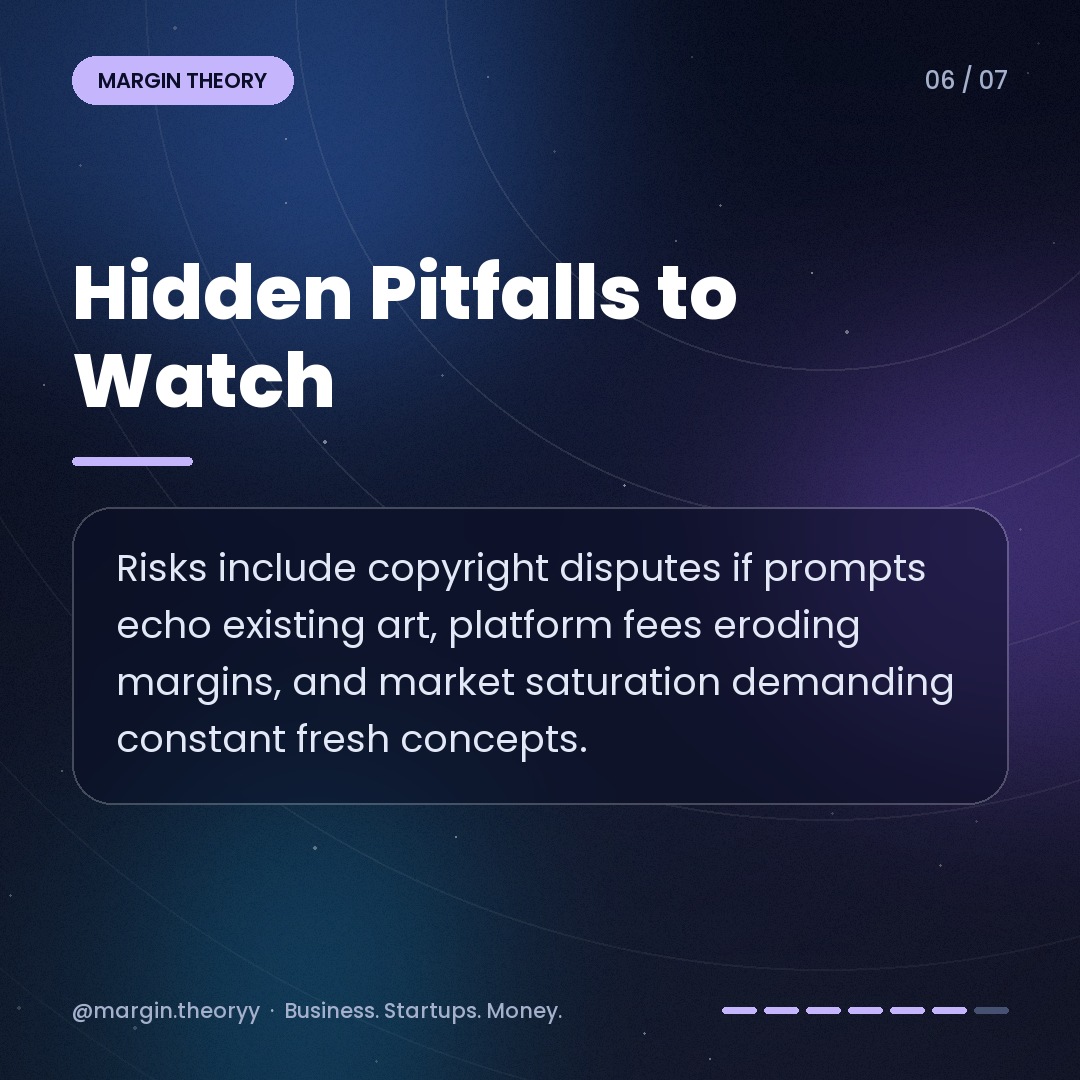 MARGIN THEORY
06 / 07
Hidden Pitfalls to
Watch
Risks include copyright disputes if prompts
echo existing art, platform fees eroding
margins, and market saturation demanding
constant fresh concepts.
@margin.theoryy · Business. Startups. Money.